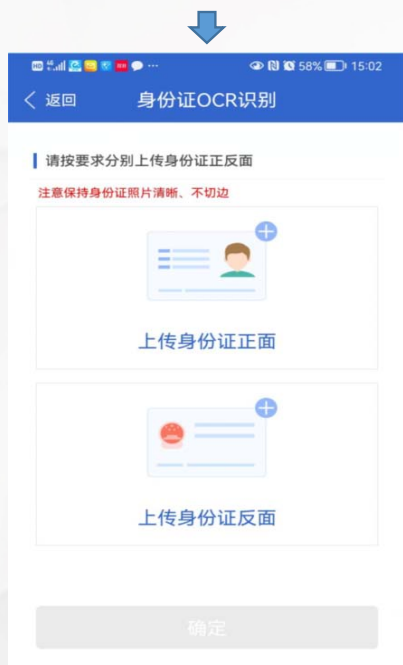 58% 15:02
返回 身份证OCR识别
请按要求分别上传身份证正反面
注意保持身份证照片清晰、不切边
上传身份证正面
上传身份证反面
确定